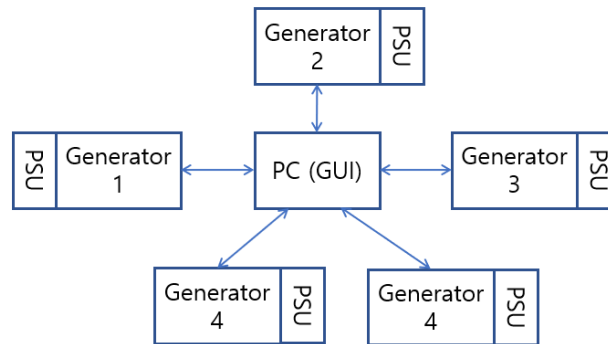 Generator
2
PSU
PSU
Generator
1
PC (GUI)
Generator
3
PSU
Generator
4
PSU
Generator
4
PSU